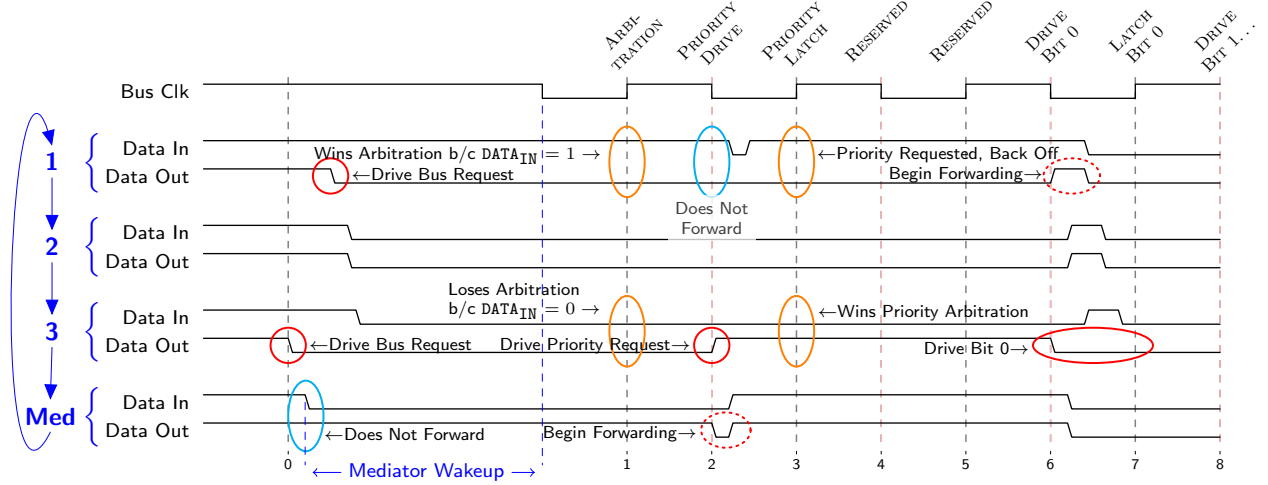 ARBI-
TRATION
PRIORITY
DRIVE
PRIORITY
LATCH
RESERVED
RESERVED
DRIVE
BIT 0
LATCH
BIT 0
DRIVE
BIT 1...
Bus Clk
1
Data In
Wins Arbitration b/c DATA_IN = 1 →
←Priority Requested, Back Off
Data Out
←Drive Bus Request
Begin Forwarding→
Does Not
Forward
2
Data In
Data Out
3
Loses Arbitration
b/c DATA_IN = 0 →
Data In
←Wins Priority Arbitration
Data Out
←Drive Bus Request
Drive Priority Request→
Drive Bit 0→
Med
Data In
Data Out
←Does Not Forward
Begin Forwarding→
0
1
2
3
4
5
6
7
8
← Mediator Wakeup →